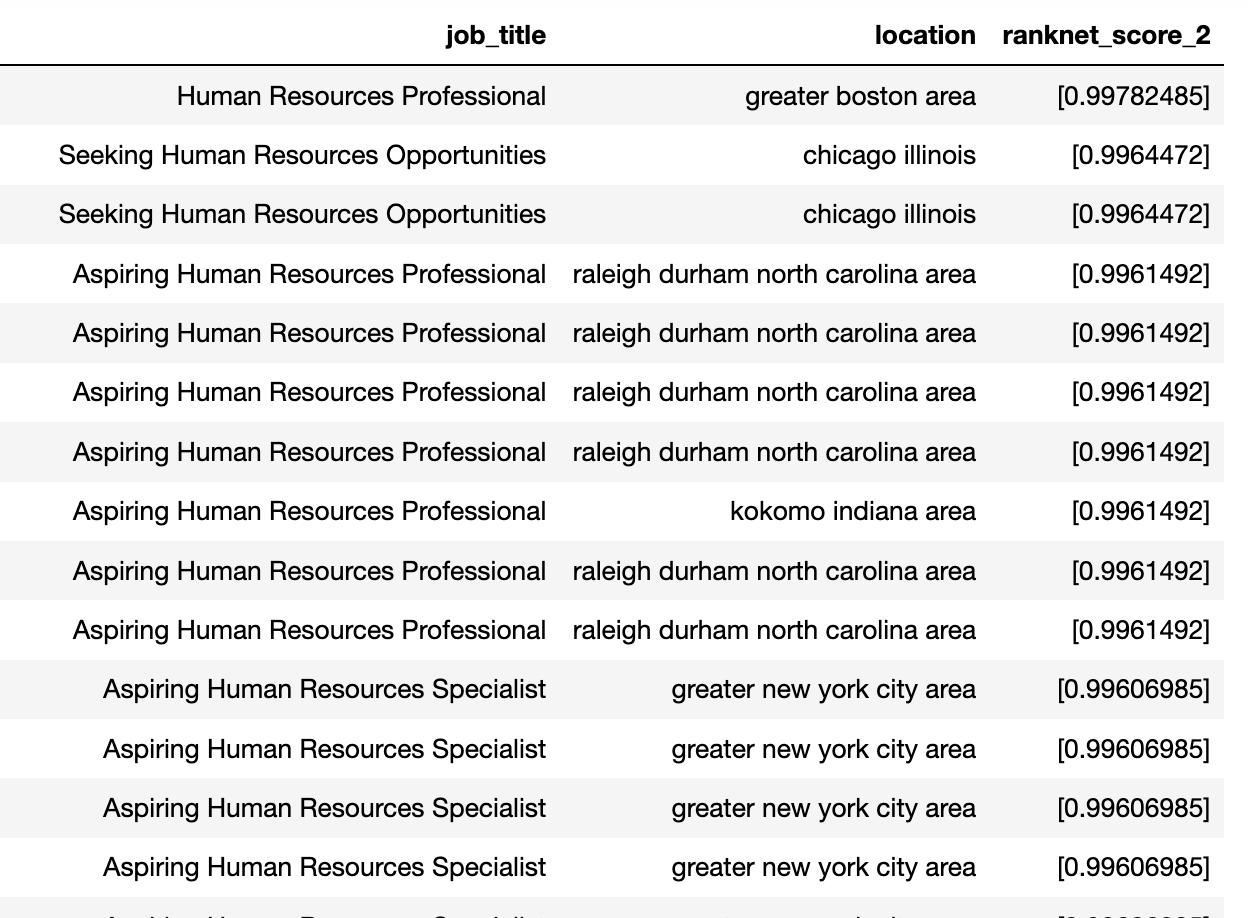 job_title location ranknet_score_2
Human Resources Professional greater boston area [0.99782485]
Seeking Human Resources Opportunities chicago illinois [0.9964472]
Seeking Human Resources Opportunities chicago illinois [0.9964472]
Aspiring Human Resources Professional raleigh durham north carolina area [0.9961492]
Aspiring Human Resources Professional raleigh durham north carolina area [0.9961492]
Aspiring Human Resources Professional raleigh durham north carolina area [0.9961492]
Aspiring Human Resources Professional raleigh durham north carolina area [0.9961492]
Aspiring Human Resources Professional kokomo indiana area [0.9961492]
Aspiring Human Resources Professional raleigh durham north carolina area [0.9961492]
Aspiring Human Resources Professional raleigh durham north carolina area [0.9961492]
Aspiring Human Resources Specialist greater new york city area [0.99606985]
Aspiring Human Resources Specialist greater new york city area [0.99606985]
Aspiring Human Resources Specialist greater new york city area [0.99606985]
Aspiring Human Resources Specialist greater new york city area [0.99606985]